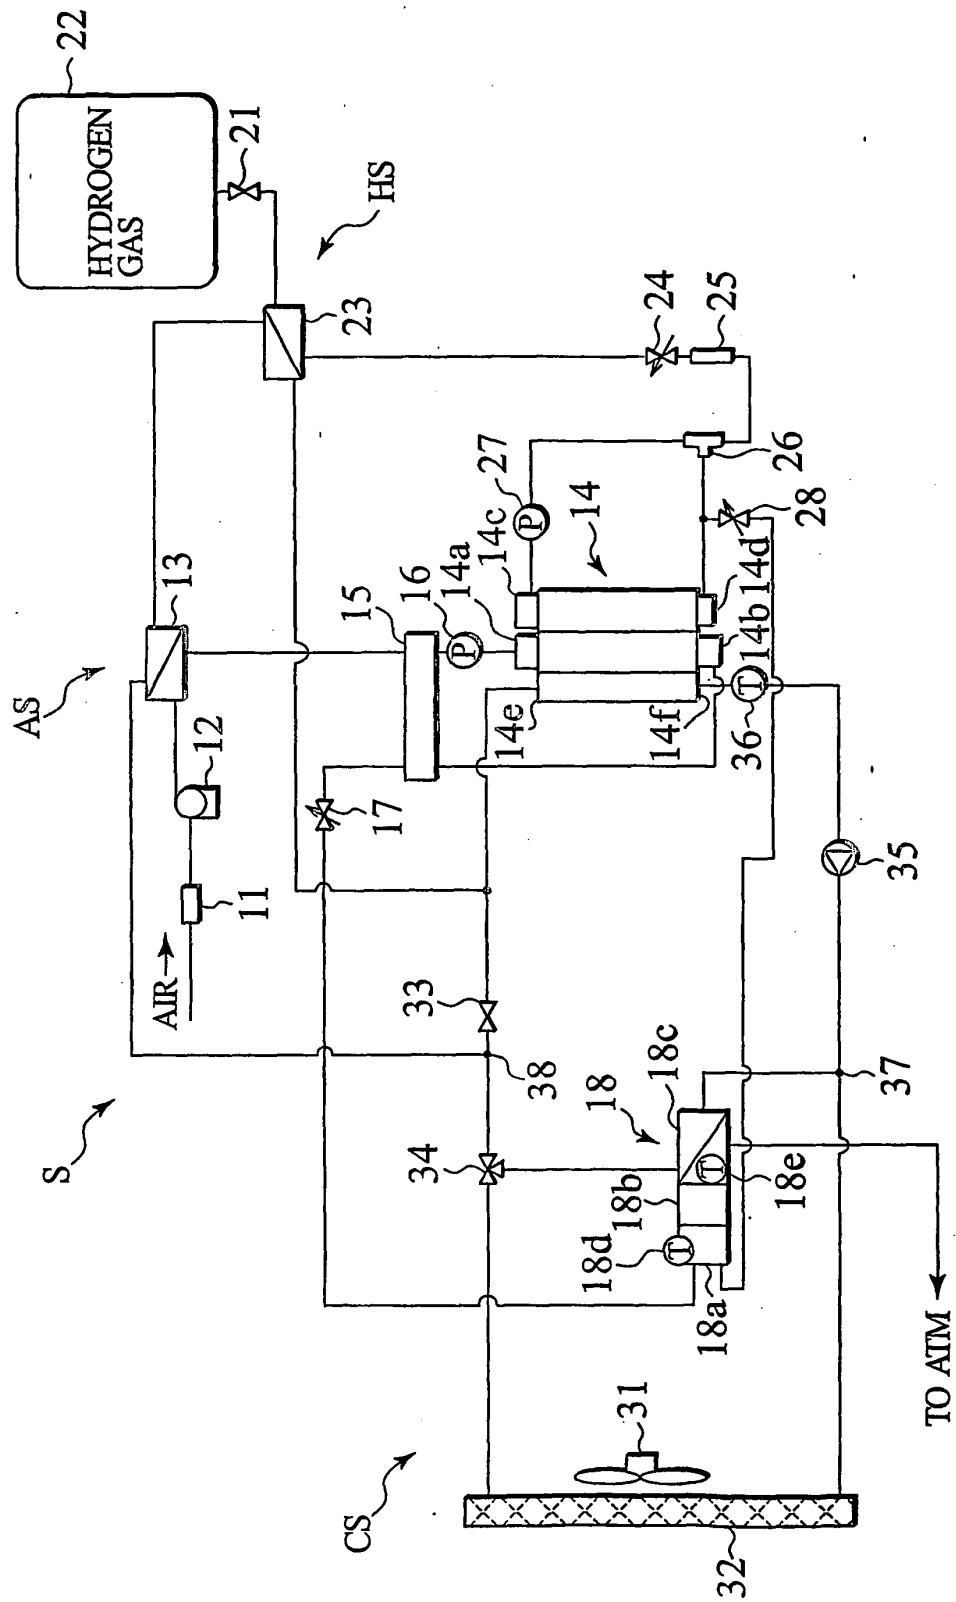 22
HYDROGEN
GAS
21
HS
23
24
25
26
27
28
14
14c
14a
14d
14b
16
15
13
AS
12
11
AIR
17
14e
14f
36
35
33
38
34
18
18c
18b
18d
18e
18a
37
S
TO ATM
31
CS
32
P
P
T
T
T